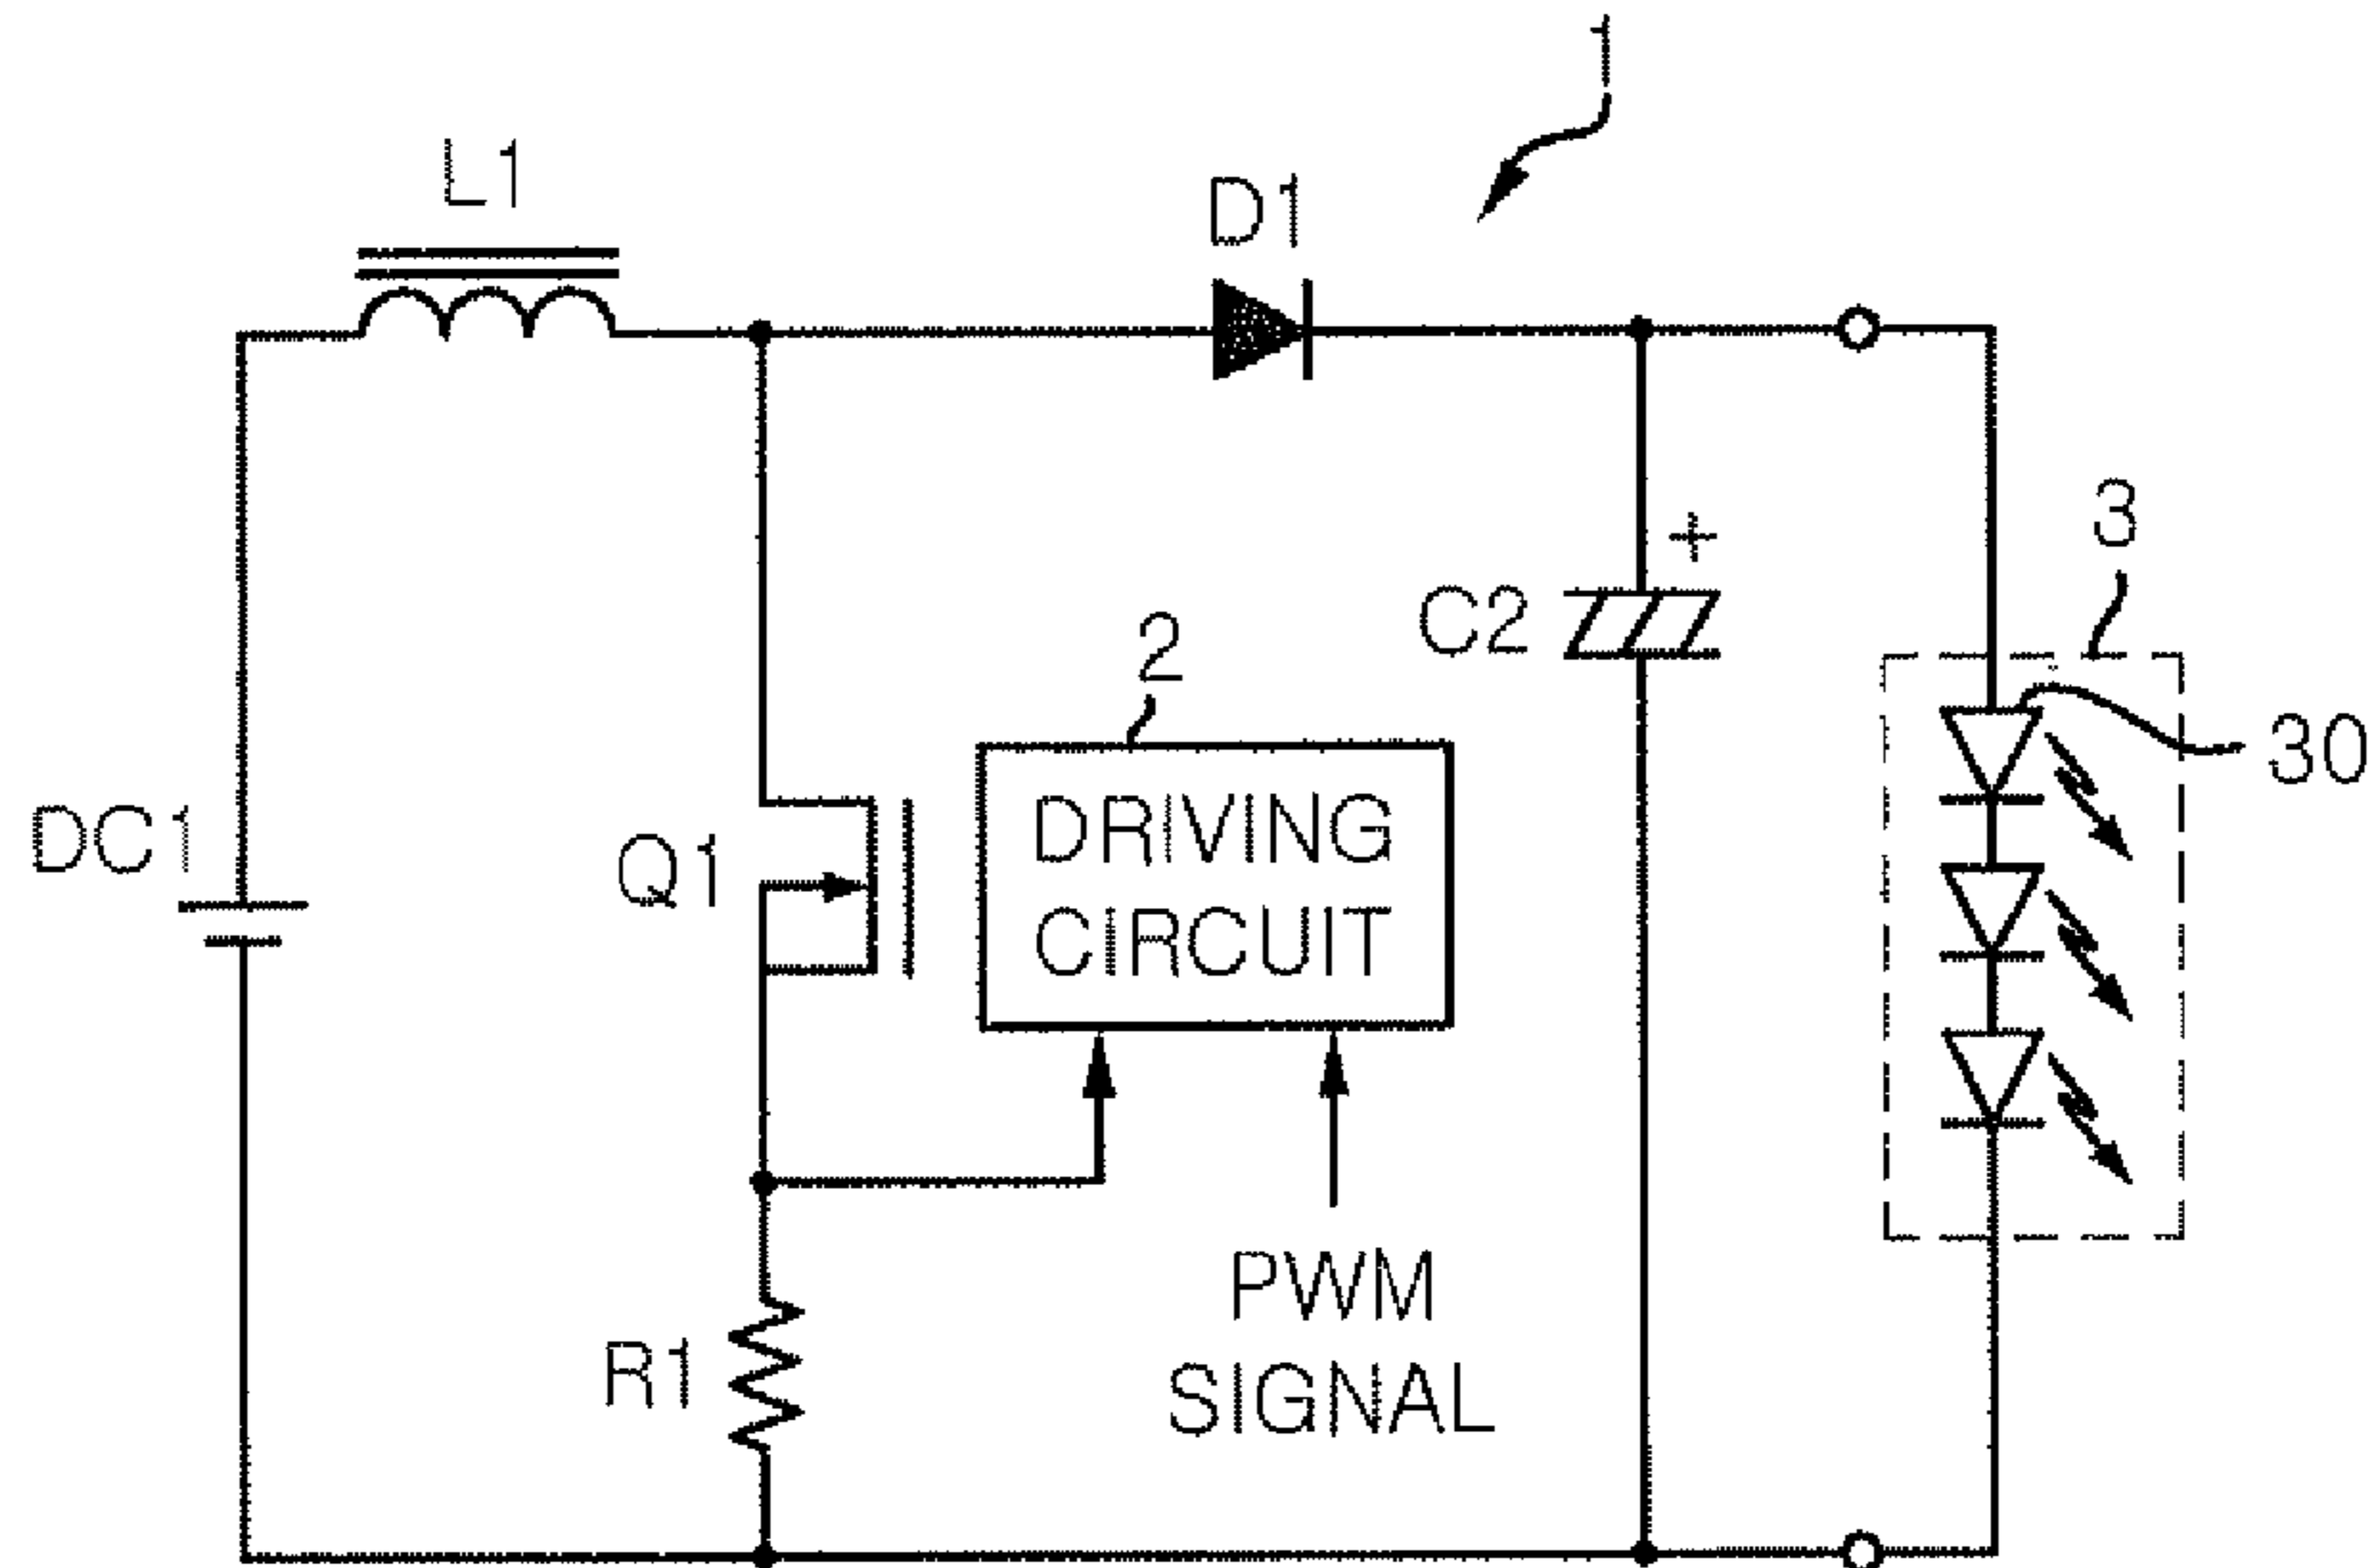 1
L1
D1
3
C2
2
30
DC1
Q1
DRIVING
CIRCUIT
+
PWM
SIGNAL
R1